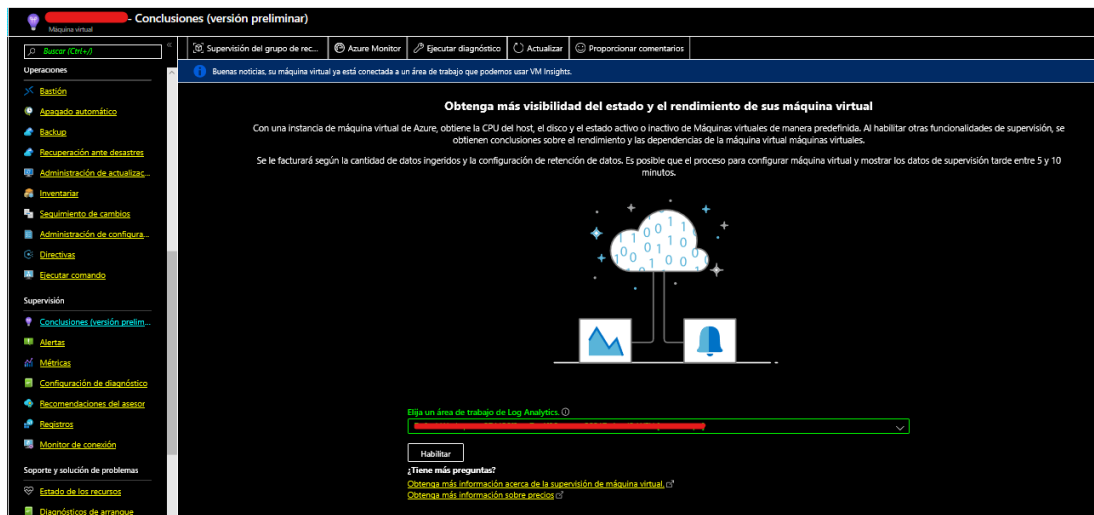 - Conclusiones (versión preliminar)
Máquina virtual
Buscar (Ctrl+/)
«
Supervisión del grupo de rec...
Azure Monitor
Ejecutar diagnóstico
Actualizar
Proporcionar comentarios
Operaciones
Bastión
Apagado automático
Backup
Recuperación ante desastres
Administración de actualizac...
Inventariar
Seguimiento de cambios
Administración de configura...
Directivas
Ejecutar comando
Supervisión
Conclusiones (versión prelim...
Alertas
Métricas
Configuración de diagnóstico
Recomendaciones del asesor
Registros
Monitor de conexión
Soporte y solución de problemas
Estado de los recursos
Diagnósticos de arranque
Buenas noticias, su máquina virtual ya está conectada a un área de trabajo que podemos usar VM Insights.
Obtenga más visibilidad del estado y el rendimiento de sus máquina virtual
Con una instancia de máquina virtual de Azure, obtiene la CPU del host, el disco y el estado activo o inactivo de Máquinas virtuales de manera predefinida. Al habilitar otras funcionalidades de supervisión, se
obtienen conclusiones sobre el rendimiento y las dependencias de la máquina virtual máquinas virtuales.
Se le facturará según la cantidad de datos ingeridos y la configuración de retención de datos. Es posible que el proceso para configurar máquina virtual y mostrar los datos de supervisión tarde entre 5 y 10
minutos.
Elija un área de trabajo de Log Analytics.
Habilitar
¿Tiene más preguntas?
Obtenga más información acerca de la supervisión de máquina virtual.
Obtenga más información sobre precios